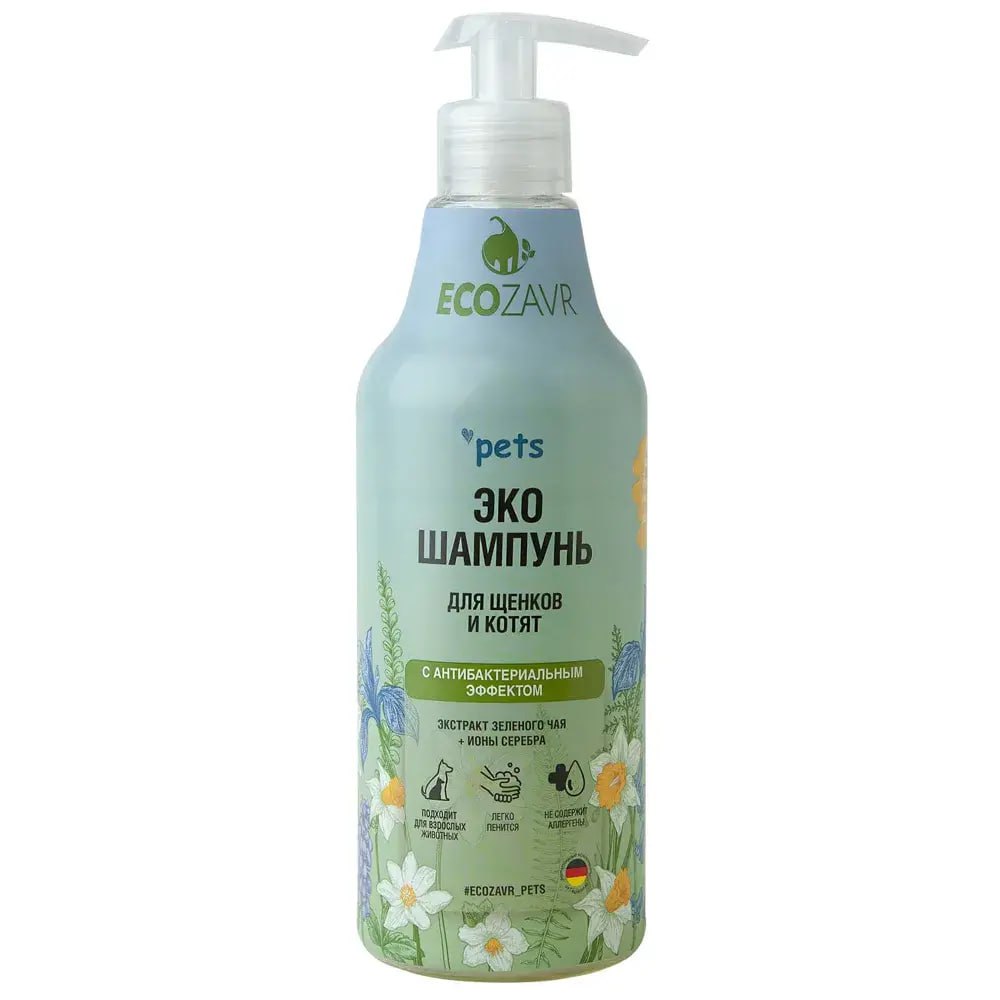 ECOZAVR
pets
ЭКО
ШАМПУНЬ
ДЛЯ ЩЕНКОВ
И КОТЯТ
С АНТИБАКТЕРИАЛЬНЫМ
ЭФФЕКТОМ
ЭКСТРАКТ ЗЕЛЕНОГО ЧАЯ
+ ИОНЫ СЕРЕБРА
ПОДХОДИТ
ДЛЯ ВЗРОСЛЫХ
ЖИВОТНЫХ
ЛЕГКО
ПЕНИТСЯ
НЕ СОДЕРЖИТ
АЛЛЕРГЕНЫ
#ECOZAVR_PETS